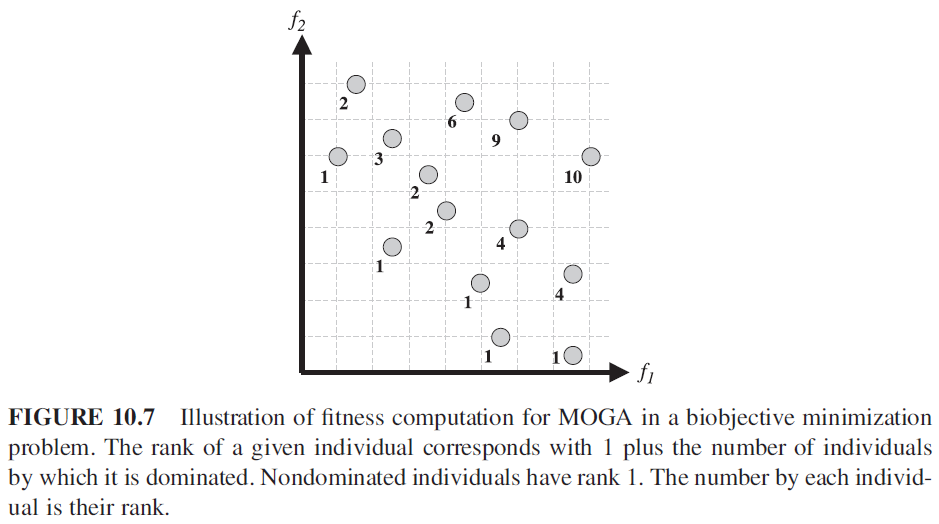 f2
2
6
9
3
1
10
2
2
4
1
4
1
1
1
f1
FIGURE 10.7 Illustration of fitness computation for MOGA in a biobjective minimization
problem. The rank of a given individual corresponds with 1 plus the number of individuals
by which it is dominated. Nondominated individuals have rank 1. The number by each individ-
ual is their rank.